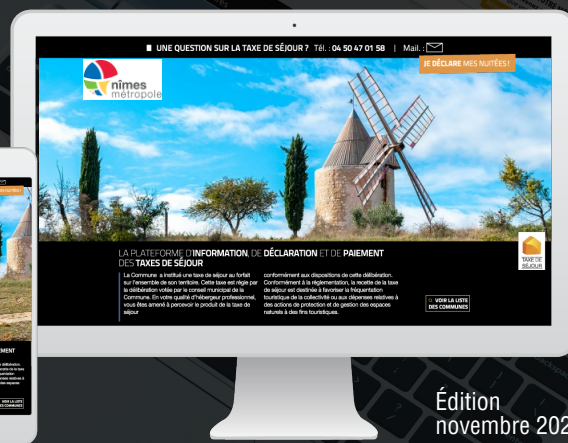 UNE QUESTION SUR LA TAXE DE SÉJOUR ? Tél. : 04 50 47 01 58 | Mail. :
JE DÉCLARE MES NUITÉES !
nîmes
métropole
LA PLATEFORME D'INFORMATION, DE DÉCLARATION ET DE PAIEMENT
DES TAXES DE SÉJOUR
La Commune a institué une taxe de séjour au forfait
sur l'ensemble de son territoire. Cette taxe est régie par
la délibération votée par le conseil municipal de la
Commune. En votre qualité d'hébergeur professionnel,
vous êtes amené à percevoir le produit de la taxe de
séjour
conformément aux dispositions de cette délibération.
Conformément à la réglementation, la recette de la taxe
de séjour est destinée à favoriser la fréquentation
touristique de la collectivité ou aux dépenses relatives à
des actions de protection et de gestion des espaces
naturels à des fins touristiques.
TAXE DE
SÉJOUR
VOIR LA LISTE
DES COMMUNES
VOIR LA LISTE
DES COMMUNES
Édition
novembre 202